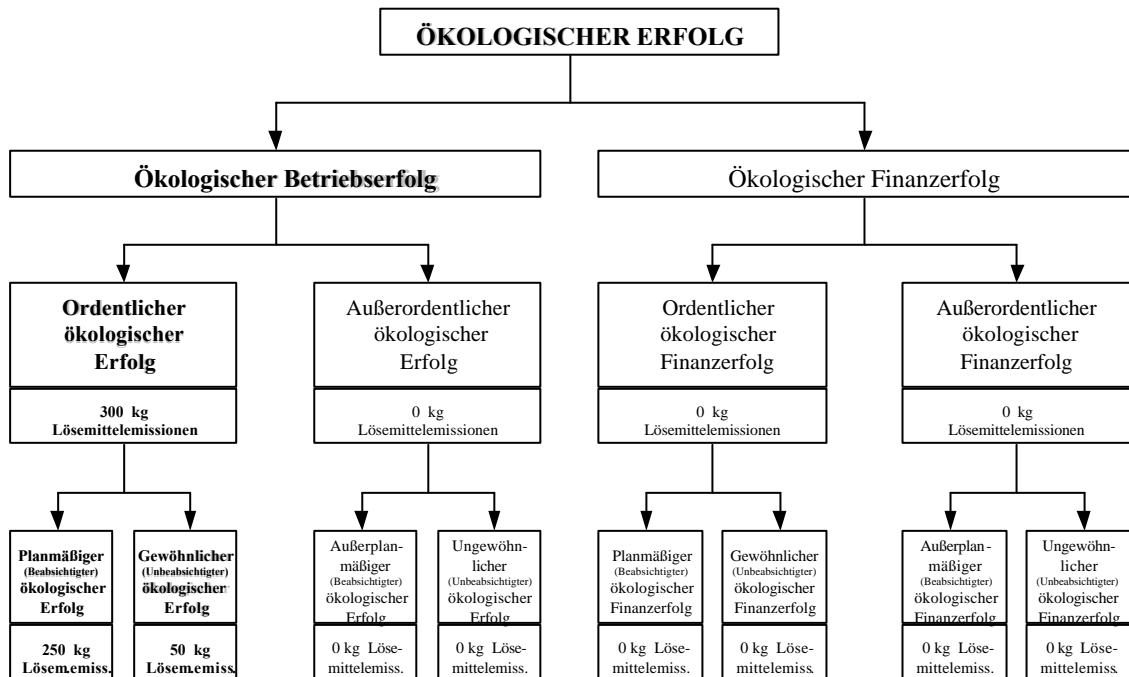 ÖKOLOGISCHER ERFOLG
Ökologischer Betriebserfolg
Ökologischer Finanzerfolg
Ordentlicher
ökologischer
Erfolg
300 kg
Lösemittelemissionen
Außerordentlicher
ökologischer
Erfolg
0 kg
Lösemittelemissionen
Ordentlicher
ökologischer
Finanzerfolg
0 kg
Lösemittelemissionen
Außerordentlicher
ökologischer
Finanzerfolg
0 kg
Lösemittelemissionen
Planmäßiger
(Beabsichtigter)
ökologischer
Erfolg
250 kg
Lösem.emiss.
Gewöhnlicher
(Unbeabsichtigter)
ökologischer
Erfolg
50 kg
Lösem.emiss.
Außerplan-
mäßiger
(Beabsichtigter)
ökologischer
Erfolg
0 kg Löse-
mittelemiss.
Ungewöhn-
licher
(Unbeabsichtigter)
ökologischer
Erfolg
0 kg Löse-
mittelemiss.
Planmäßiger
(Beabsichtigter)
ökologischer
Finanzerfolg
0 kg Löse-
mittelemiss.
Gewöhnlicher
(Unbeabsichtigter)
ökologischer
Finanzerfolg
0 kg Löse-
mittelemiss.
Außerplan-
mäßiger
(Beabsichtigter)
ökologischer
Finanzerfolg
0 kg Löse-
mittelemiss.
Ungewöhn-
licher
(Unbeabsichtigter)
ökologischer
Finanzerfolg
0 kg Löse-
mittelemiss.